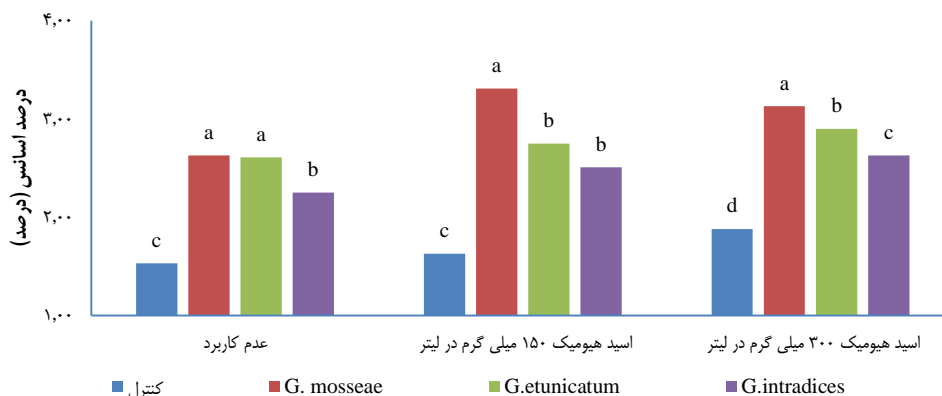 ۴,۰۰
۳,۰۰
۲,۰۰
۱,۰۰
درصد اسانس (درصد)
c a a b
c a b b
d a b c
عدم کاربرد
اسید هیومیک ۱۵۰ میلی گرم در لیتر
اسید هیومیک ۳۰۰ میلی گرم در لیتر
کنترل
G. mosseae
G.etunicatum
G.intradices